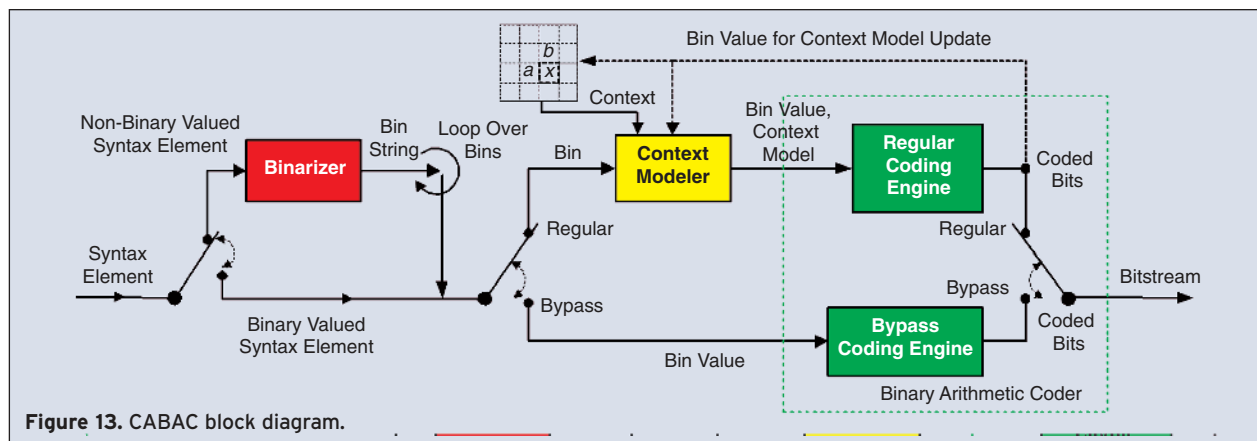 Bin Value for Context Model Update
b
a x
Context
Non-Binary Valued
Syntax Element
Binarizer
Bin
String
Loop Over
Bins
Bin
Context
Modeler
Bin Value,
Context
Model
Regular
Coding
Engine
Coded
Bits
Regular
Regular
Syntax
Element
Binary Valued
Syntax Element
Bypass
Bypass
Bin Value
Bypass
Coding Engine
Coded
Bits
Bitstream
Binary Arithmetic Coder
Figure 13. CABAC block diagram.